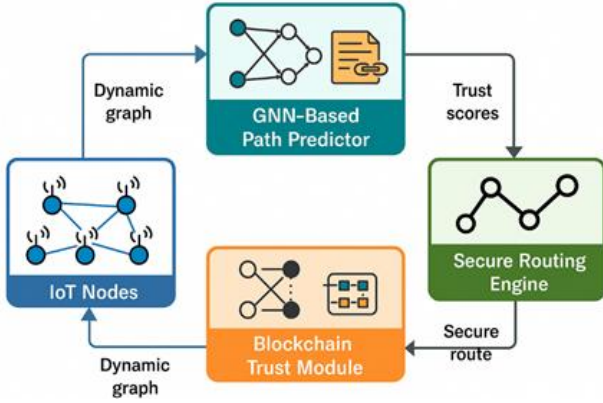 Dynamic
graph
GNN-Based
Path Predictor
Trust
scores
IoT Nodes
Secure Routing
Engine
Blockchain
Trust Module
Secure
route
Dynamic
graph